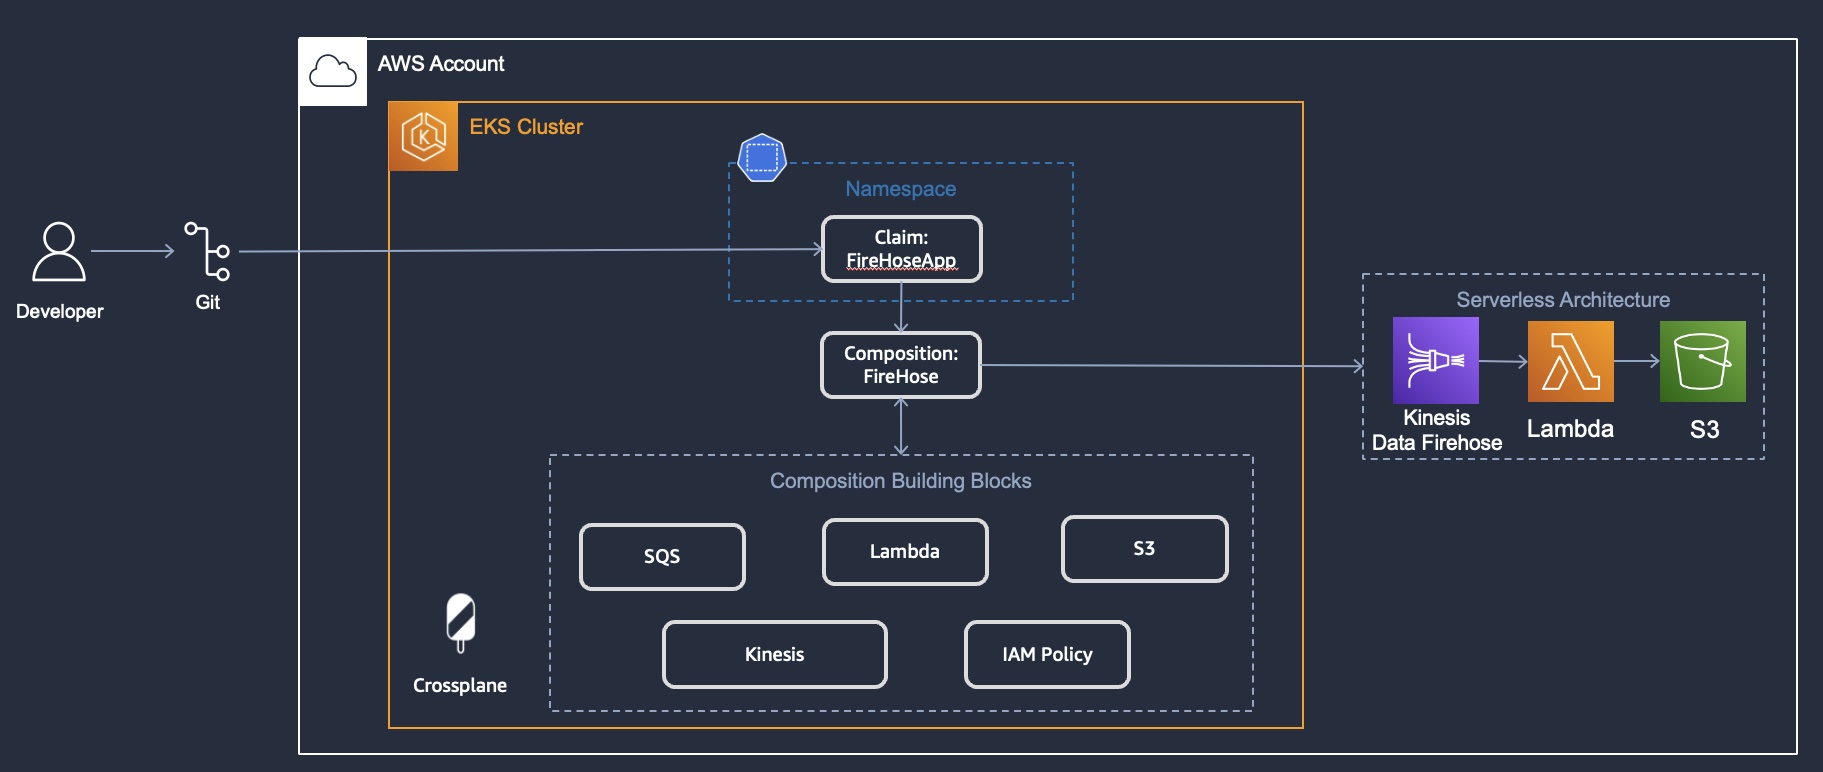 AWS Account
EKS Cluster
Namespace
Claim:
FireHoseApp
Developer
Git
Composition:
FireHose
Serverless Architecture
Kinesis
Data Firehose
Lambda
S3
Composition Building Blocks
SQS
Lambda
S3
Kinesis
IAM Policy
Crossplane